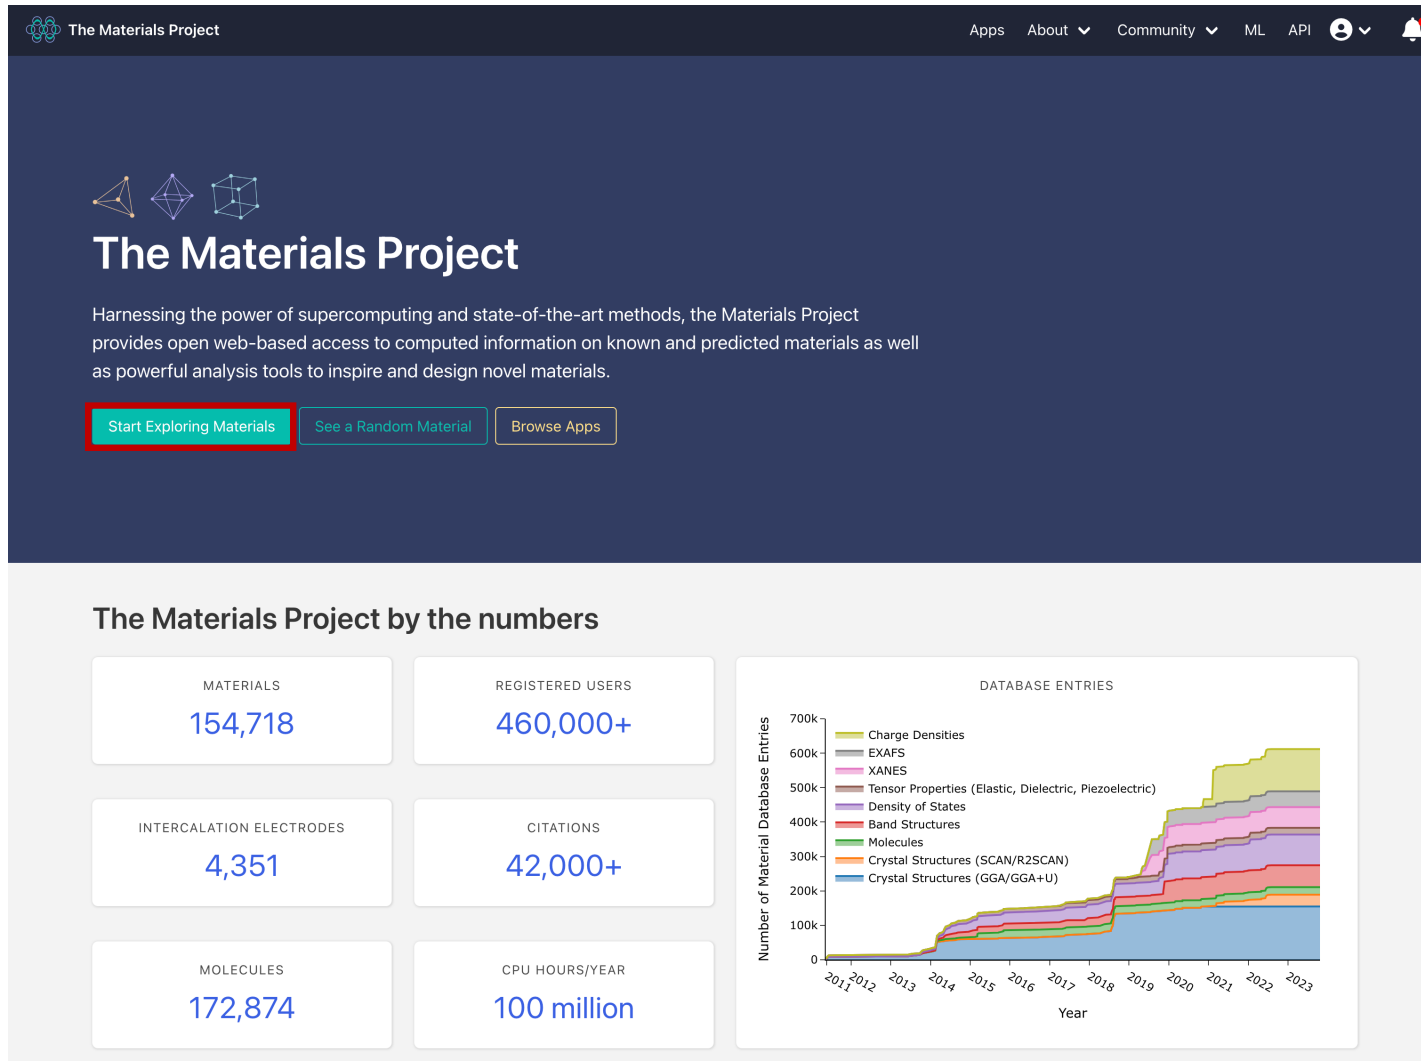 The Materials Project
Apps
About
Community
ML
API
The Materials Project
Harnessing the power of supercomputing and state-of-the-art methods, the Materials Project
provides open web-based access to computed information on known and predicted materials as well
as powerful analysis tools to inspire and design novel materials.
Start Exploring Materials
See a Random Material
Browse Apps
The Materials Project by the numbers
MATERIALS
154,718
REGISTERED USERS
460,000+
INTERCALATION ELECTRODES
4,351
CITATIONS
42,000+
MOLECULES
172,874
CPU HOURS/YEAR
100 million
DATABASE ENTRIES
Number of Material Database Entries
700k
600k
500k
400k
300k
200k
100k
0
Charge Densities
EXAFS
XANES
Tensor Properties (Elastic, Dielectric, Piezoelectric)
Density of States
Band Structures
Molecules
Crystal Structures (SCAN/R2SCAN)
Crystal Structures (GGA/GGA+U)
2011
2012
2013
2014
2015
2016
2017
2018
2019
2020
2021
2022
2023
Year